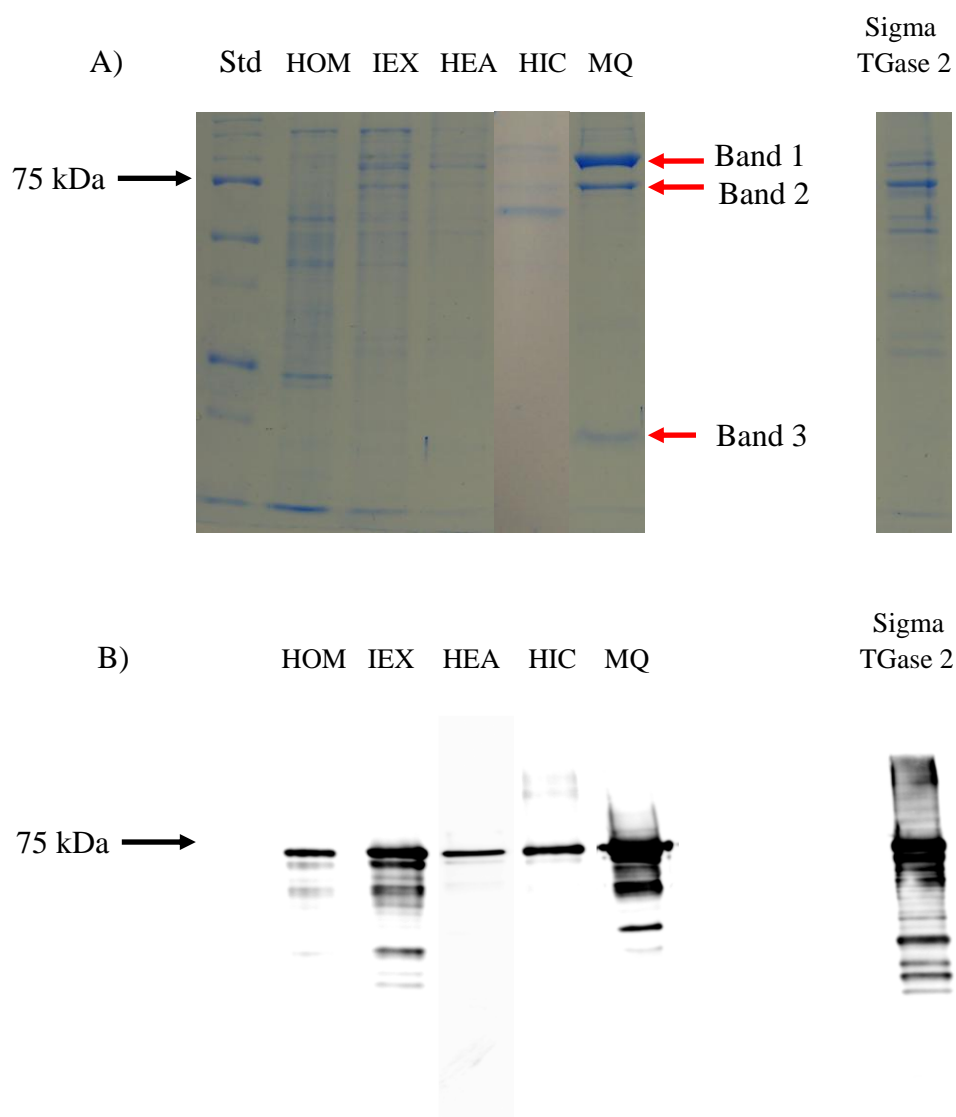 Sigma
A) Std HOM IEX HEA HIC MQ TGase 2
75 kDa
Band 1
Band 2
Band 3
Sigma
B) HOM IEX HEA HIC MQ TGase 2
75 kDa